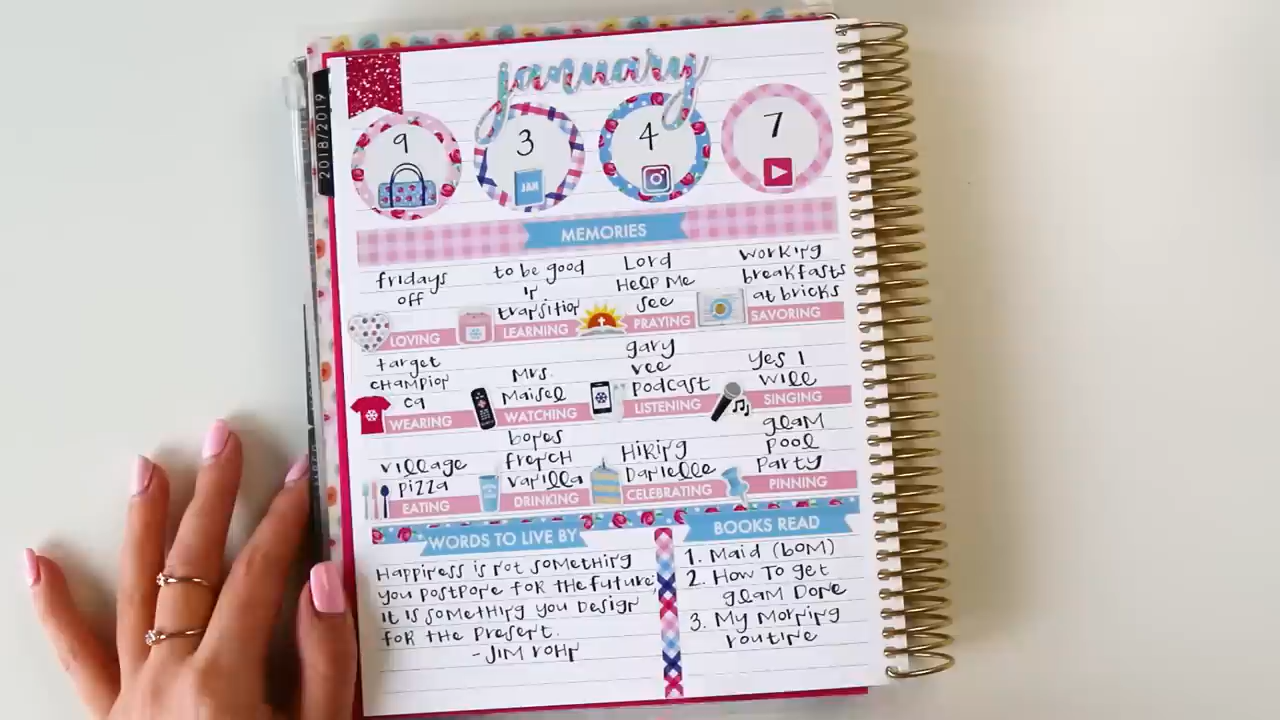 january
2018/2019
9
3
4
7
JAN
MEMORIES
fridays
off
LOVING
to be good
in
transition
LEARNING
Lord
Help Me
see
PRAYING
working
breakfasts
at bricks
SAVORING
target
champion
ca
WEARING
Mrs.
Maisel
WATCHING
gary
vee
podcast
LISTENING
Yes I
will
SINGING
village
pizza
EATING
bones
french
vanilla
DRINKING
Hiring
Danielle
CELEBRATING
glam
pool
party
PINNING
WORDS TO LIVE BY
Happiness is not something
you postpone for the future;
it is something you design
for the present.
-JIM ROHN
BOOKS READ
1. Maid (BOM)
2. How To get
glam Done
3. My Morning
routine